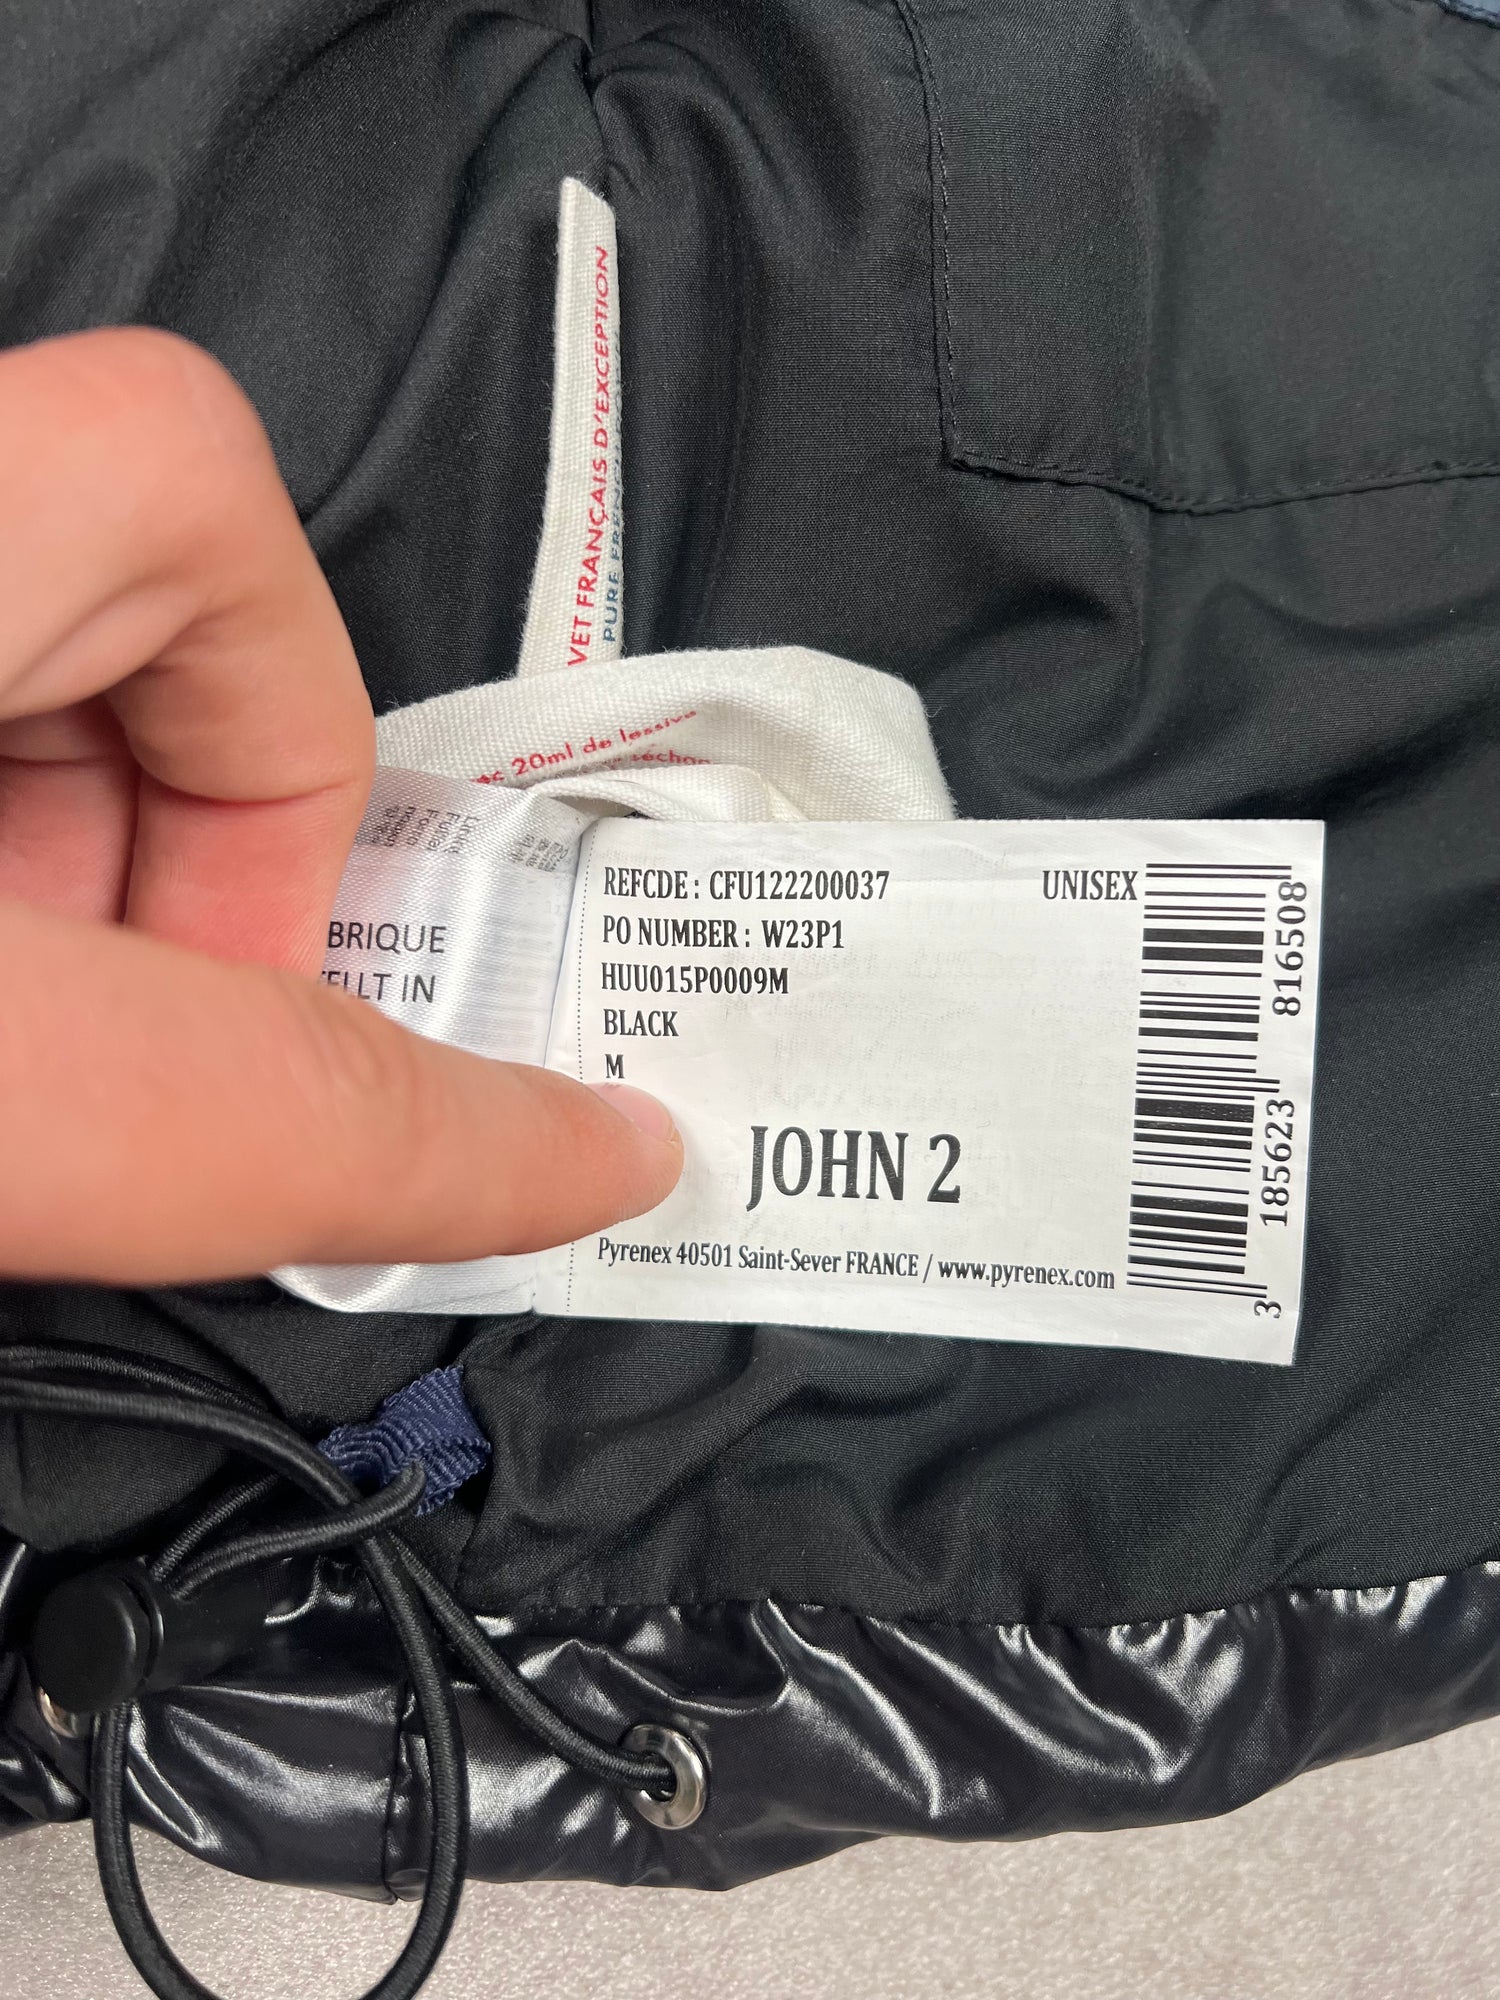 VET FRANÇAIS D'EXCEPTION
PURE
20ml de lessive
BRIQUE
ELLT IN
REFCDE : CFU122200037
UNISEX
PO NUMBER : W23P1
HUU015P0009M
BLACK
M
JOHN 2
Pyrenex 40501 Saint-Sever FRANCE / www.pyrenex.com
3 185623 816508